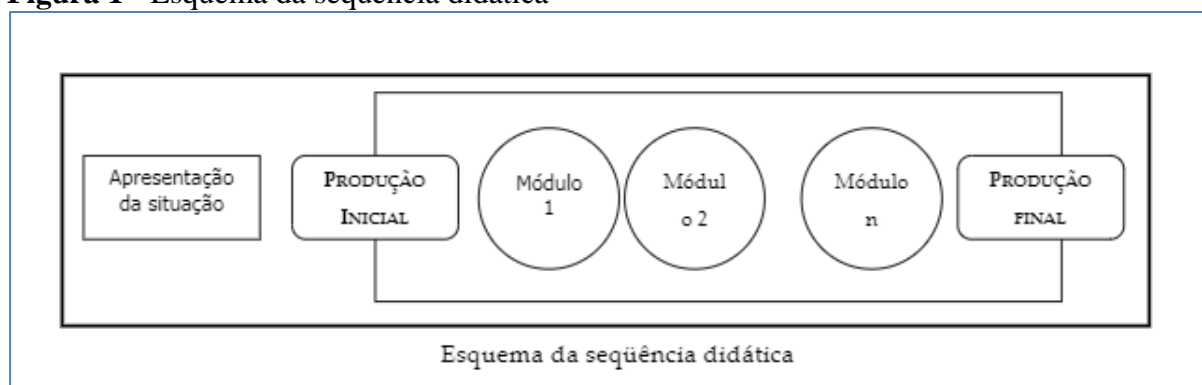 Figura 1 - Esquema da sequência didática
Apresentação
da situação
PRODUÇÃO
INICIAL
Módulo
1
Módul
o 2
Módulo
n
PRODUÇÃO
FINAL
Esquema da seqüência didática